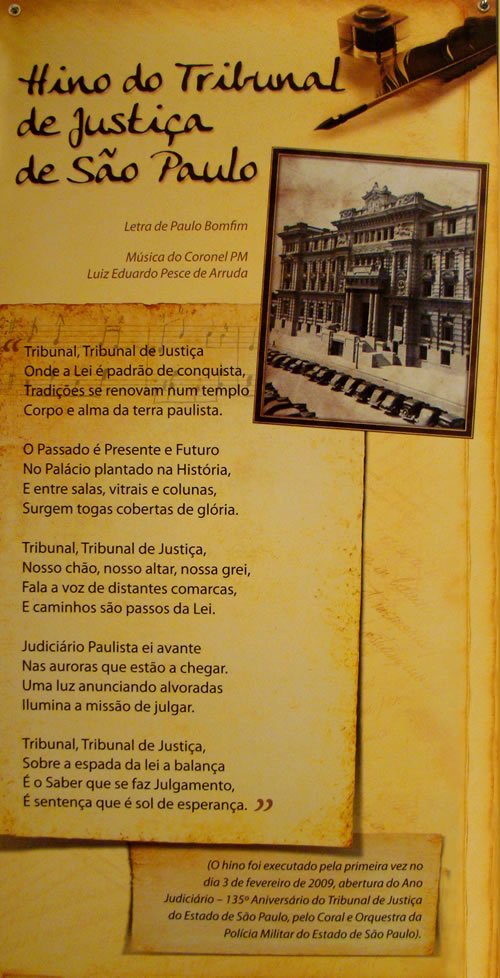 Hino do Tribunal
de Justiça
de São Paulo
Letra de Paulo Bomfim
Música do Coronel PM
Luiz Eduardo Pesce de Arruda
“ Tribunal, Tribunal de Justiça
Onde a Lei é padrão de conquista,
Tradições se renovam num templo
Corpo e alma da terra paulista.
O Passado é Presente e Futuro
No Palácio plantado na História,
E entre salas, vitrais e colunas,
Surgem togas cobertas de glória.
Tribunal, Tribunal de Justiça,
Nosso chão, nosso altar, nossa grei,
Fala a voz de distantes comarcas,
E caminhos são passos da Lei.
Judiciário Paulista ei avante
Nas auroras que estão a chegar.
Uma luz anunciando alvoradas
Ilumina a missão de julgar.
Tribunal, Tribunal de Justiça,
Sobre a espada da lei a balança
É o Saber que se faz Julgamento,
É sentença que é sol de esperança. ”
(O hino foi executado pela primeira vez no
dia 3 de fevereiro de 2009, abertura do Ano
Judiciário – 135º Aniversário do Tribunal de Justiça
do Estado de São Paulo, pelo Coral e Orquestra da
Polícia Militar do Estado de São Paulo).